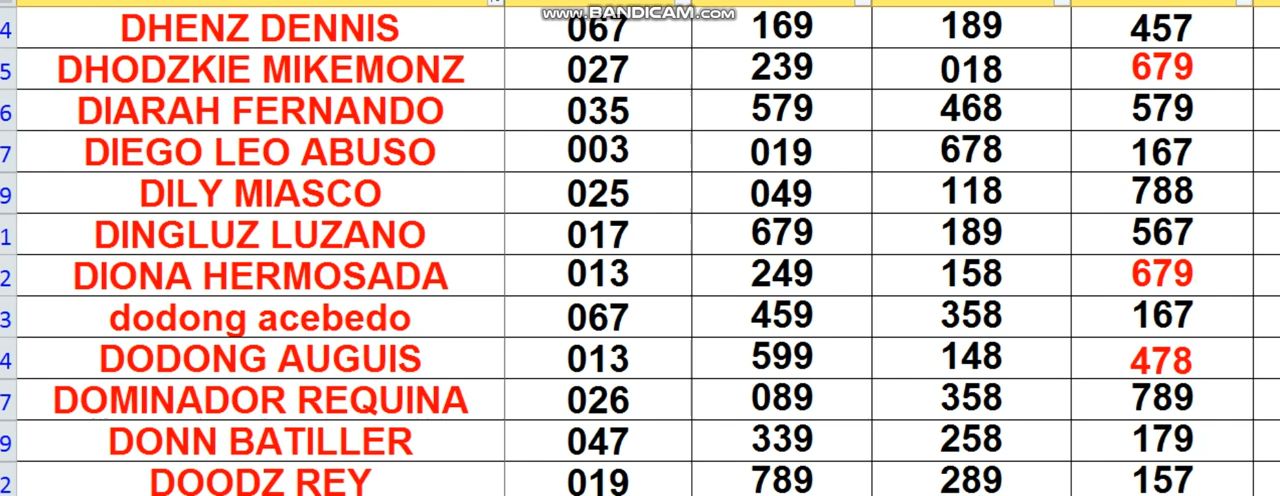 www.BANDICAM.com
4 DHENZ DENNIS 067 169 189 457
5 DHODZKIE MIKEMONZ 027 239 018 679
6 DIARAH FERNANDO 035 579 468 579
7 DIEGO LEO ABUSO 003 019 678 167
9 DILY MIASCO 025 049 118 788
1 DINGLUZ LUZANO 017 679 189 567
2 DIONA HERMOSADA 013 249 158 679
3 dodong acebedo 067 459 358 167
4 DODONG AUGUIS 013 599 148 478
7 DOMINADOR REQUINA 026 089 358 789
9 DONN BATILLER 047 339 258 179
2 DOODZ REY 019 789 289 157